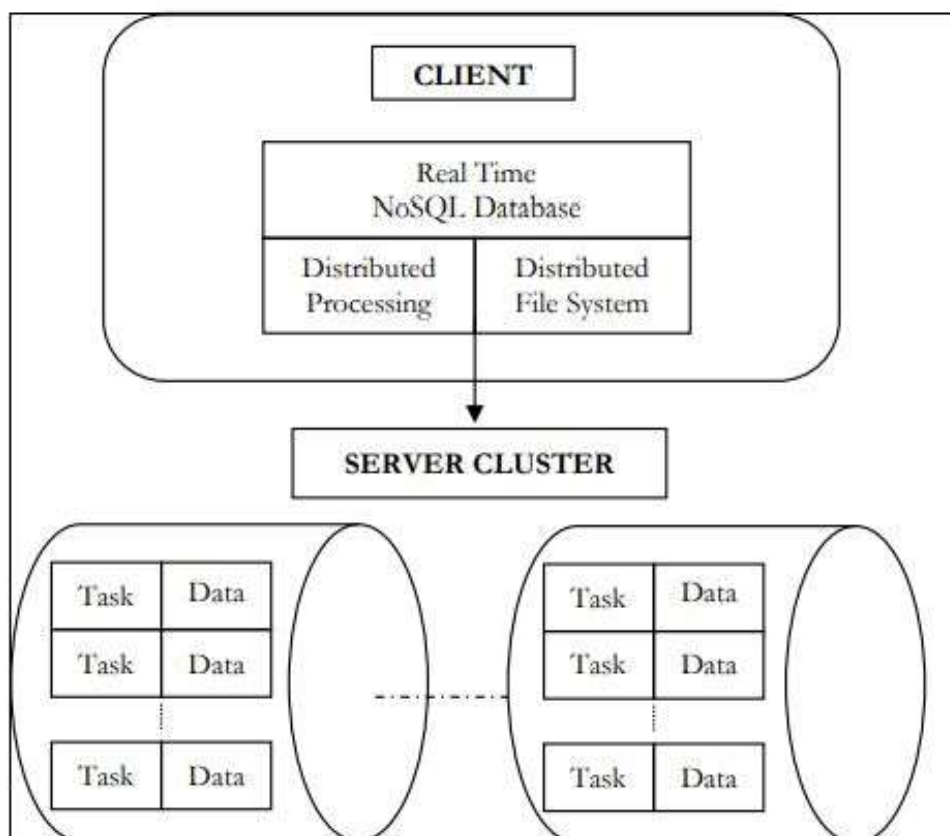 CLIENT
Real Time
NoSQL Database
Distributed
Processing
Distributed
File System
SERVER CLUSTER
Task Data
Task Data
Task Data
Task Data
Task Data
Task Data